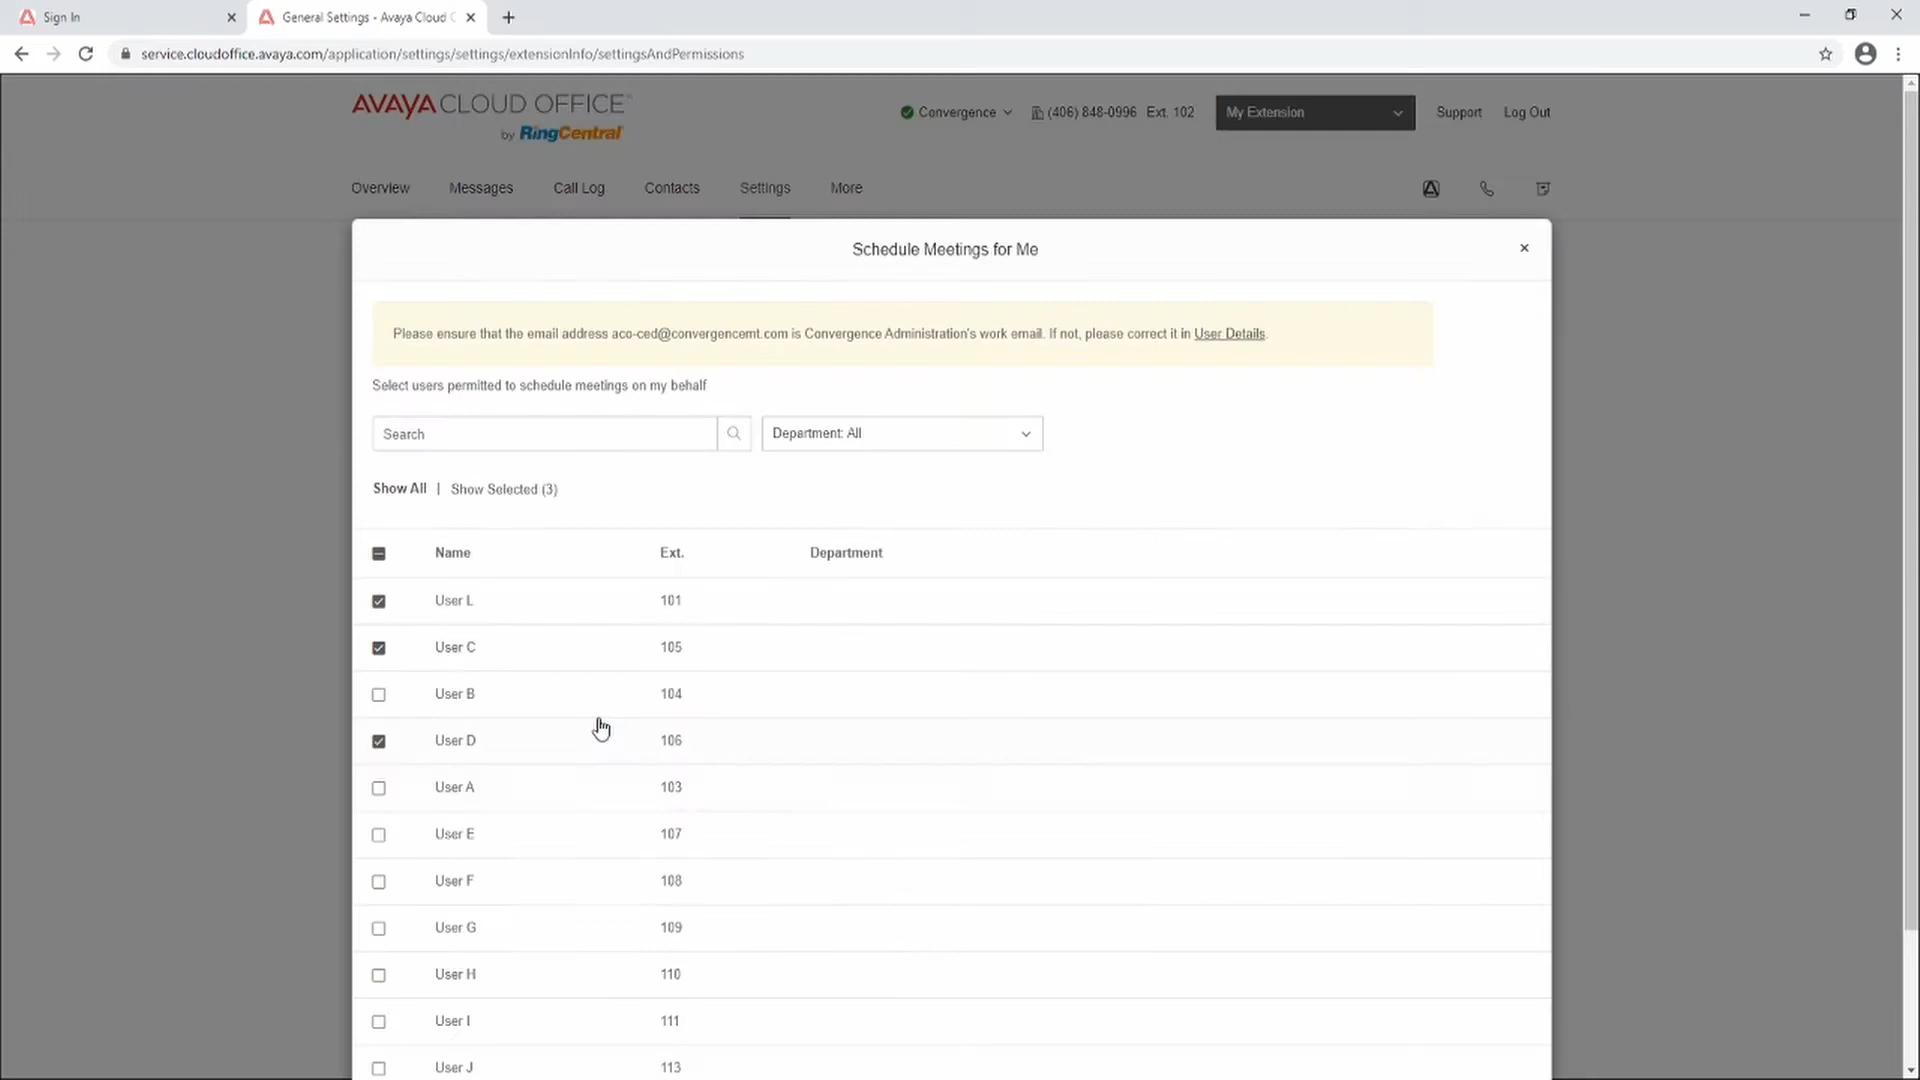 Sign In
General Settings - Avaya Cloud C
service.cloudoffice.avaya.com/application/settings/settings/extensionInfo/settingsAndPermissions
AVAYA CLOUD OFFICE™
by RingCentral
Convergence
(406) 848-0996 Ext. 102
My Extension
Support
Log Out
Overview
Messages
Call Log
Contacts
Settings
More
Schedule Meetings for Me
Please ensure that the email address aco-ced@convergencemt.com is Convergence Administration's work email. If not, please correct it in User Details.
Select users permitted to schedule meetings on my behalf
Search
Department: All
Show All | Show Selected (3)
Name Ext. Department
User L 101
User C 105
User B 104
User D 106
User A 103
User E 107
User F 108
User G 109
User H 110
User I 111
User J 113